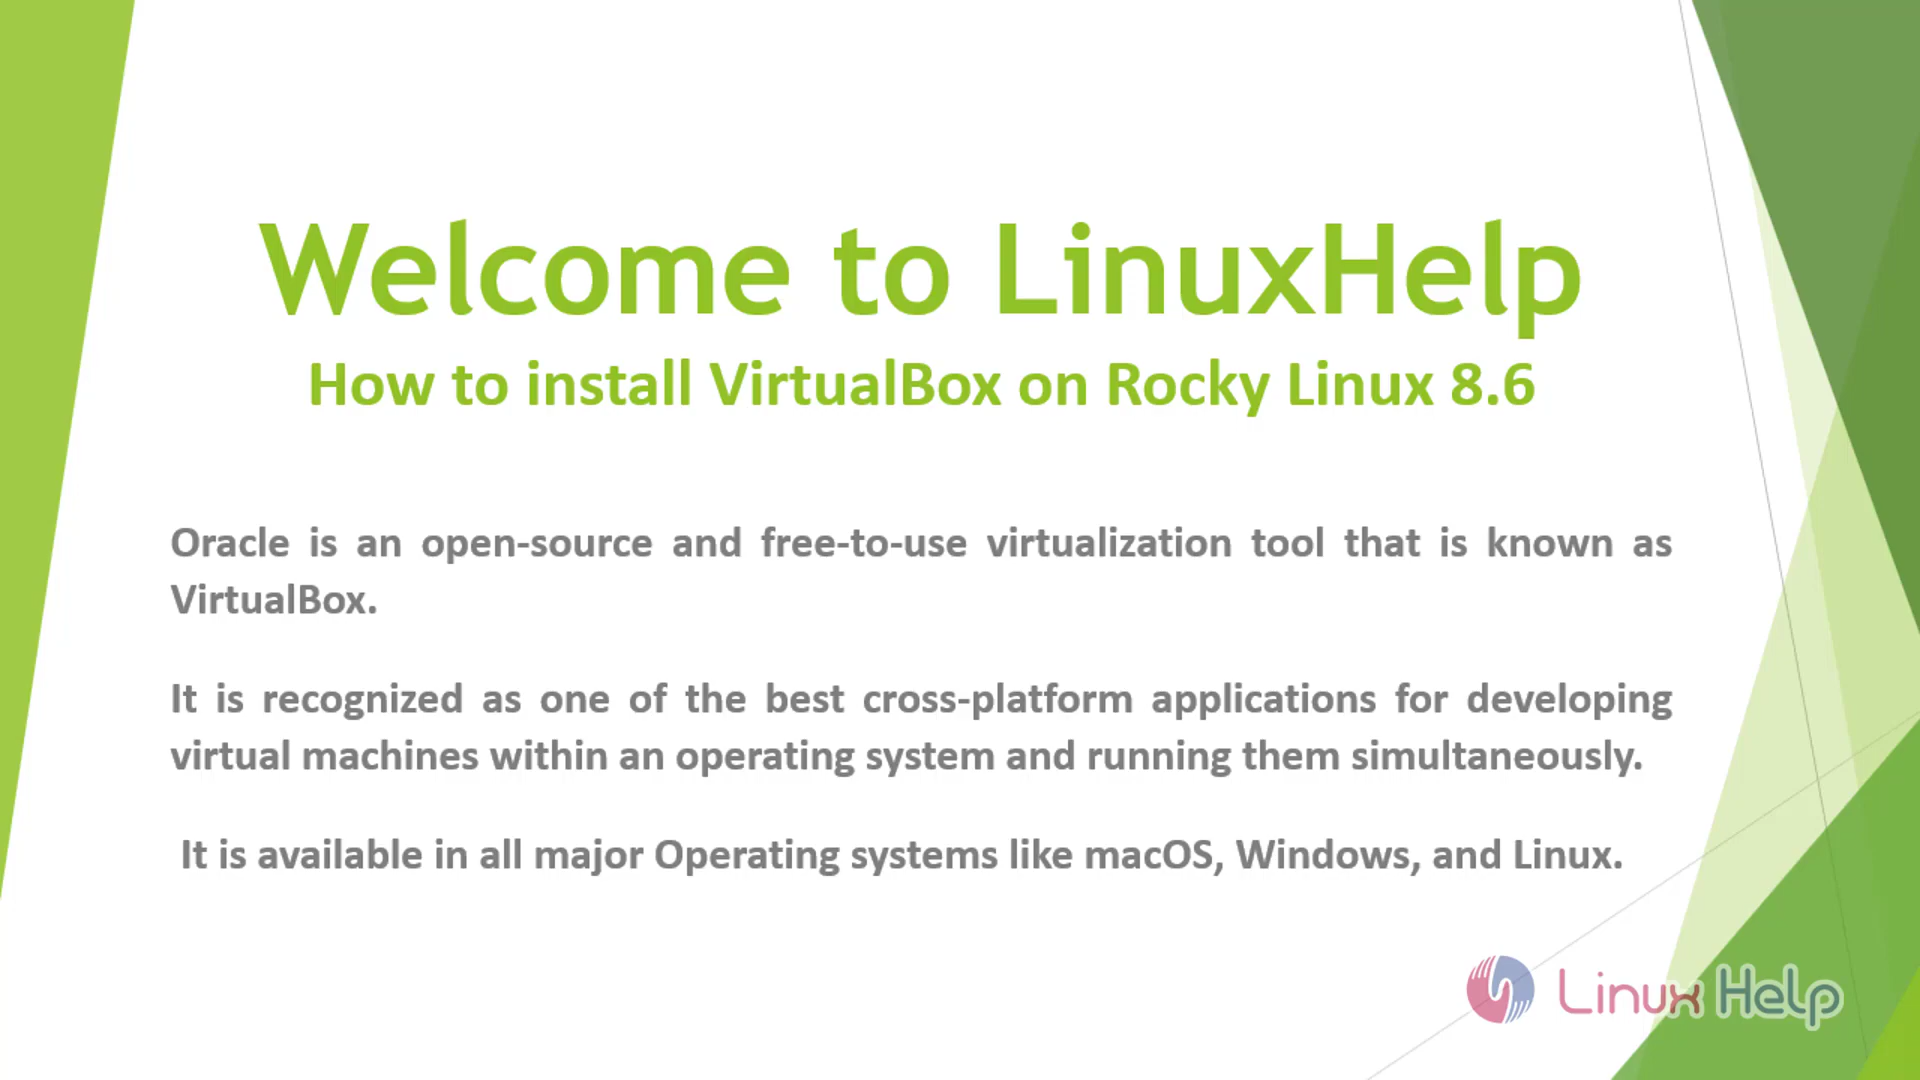 Welcome to LinuxHelp
How to install VirtualBox on Rocky Linux 8.6
Oracle is an open-source and free-to-use virtualization tool that is known as
VirtualBox.
It is recognized as one of the best cross-platform applications for developing
virtual machines within an operating system and running them simultaneously.
It is available in all major Operating systems like macOS, Windows, and Linux.
Linux Help